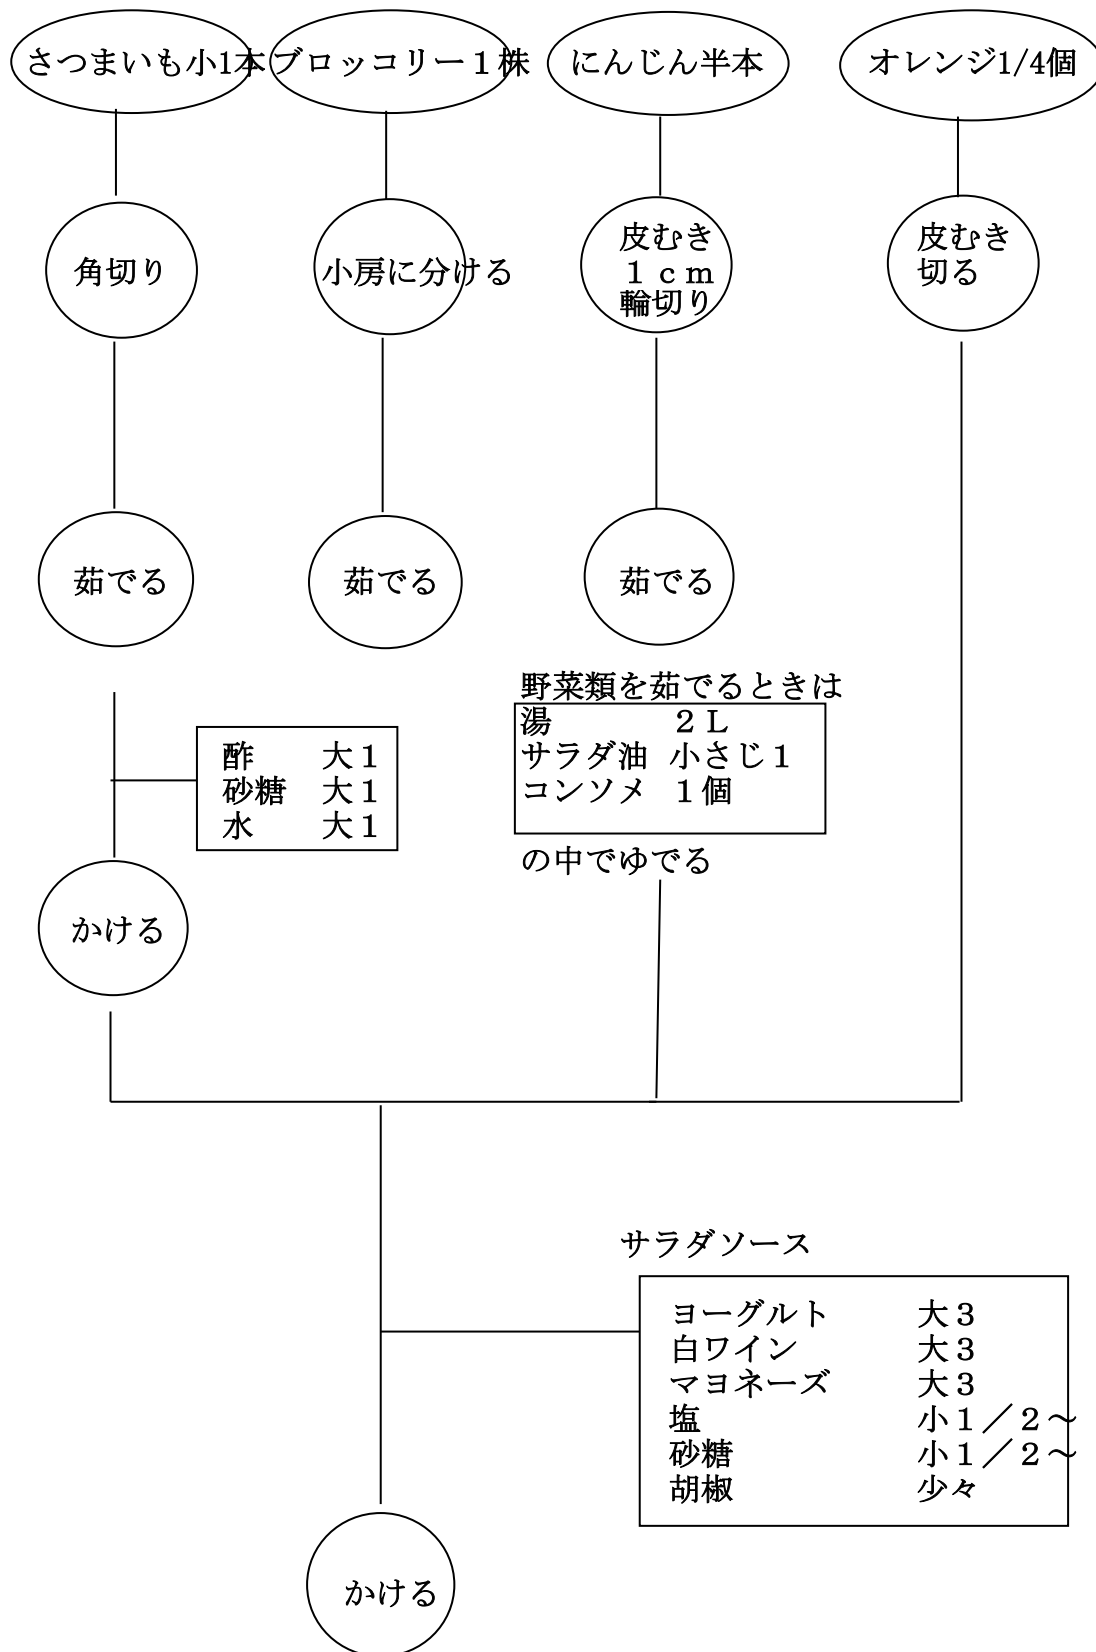 さつまいも小1本
ブロッコリー１株
にんじん半本
オレンジ1/4個
角切り
小房に分ける
皮むき
１ｃｍ
輪切り
皮むき
切る
茹でる
茹でる
茹でる
野菜類を茹でるときは
湯 ２Ｌ
サラダ油 小さじ１
コンソメ １個
の中でゆでる
酢 大１
砂糖 大１
水 大１
かける
サラダソース
ヨーグルト 大３
白ワイン 大３
マヨネーズ 大３
塩 小１／２～
砂糖 小１／２～
胡椒 少々
かける